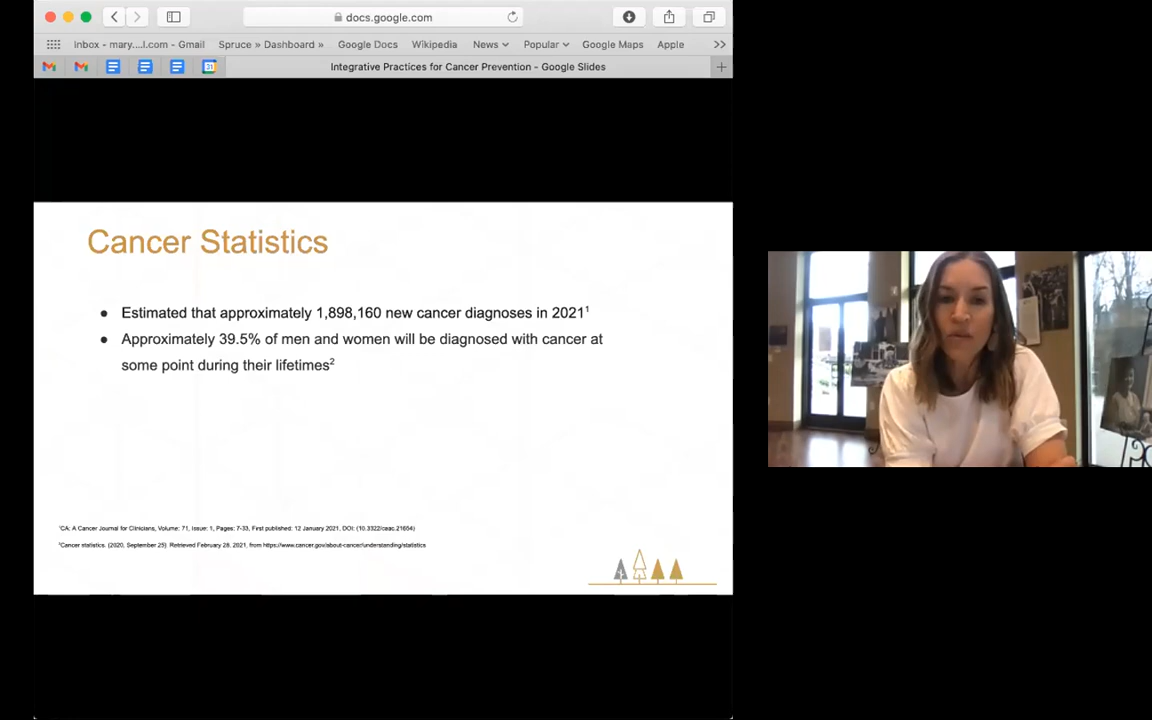 docs.google.com
Inbox - mary....l.com - Gmail Spruce » Dashboard » Google Docs Wikipedia News Popular Google Maps Apple >>
31 Integrative Practices for Cancer Prevention - Google Slides
Cancer Statistics
● Estimated that approximately 1,898,160 new cancer diagnoses in 2021¹
● Approximately 39.5% of men and women will be diagnosed with cancer at
some point during their lifetimes²
¹CA: A Cancer Journal for Clinicians, Volume: 71, Issue: 1, Pages: 7-33, First published: 12 January 2021, DOI: (10.3322/caac.21654)
²Cancer statistics. (2020, September 25) Retrieved February 28, 2021, from https://www.cancer.gov/about-cancer/understanding/statistics